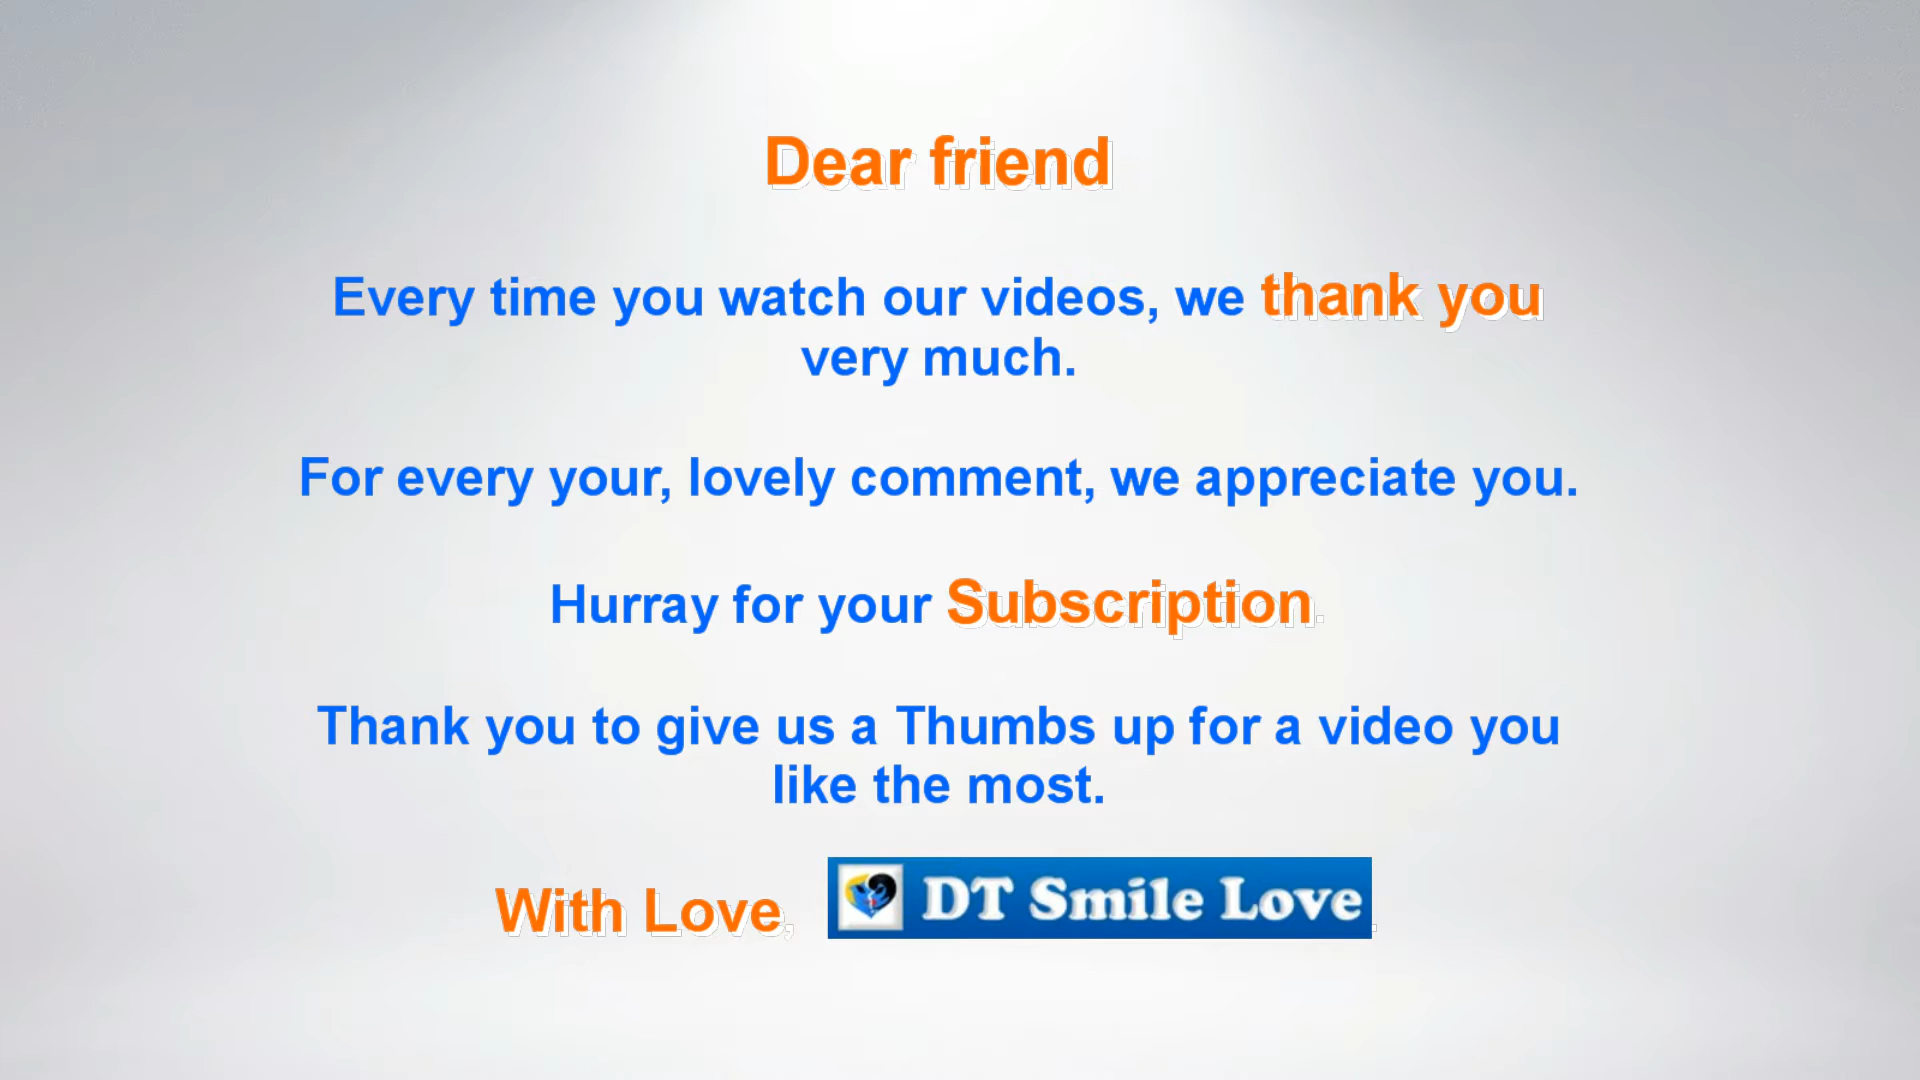 Dear friend
Every time you watch our videos, we thank you
very much.
For every your, lovely comment, we appreciate you.
Hurray for your Subscription.
Thank you to give us a Thumbs up for a video you
like the most.
With Love, DT Smile Love.